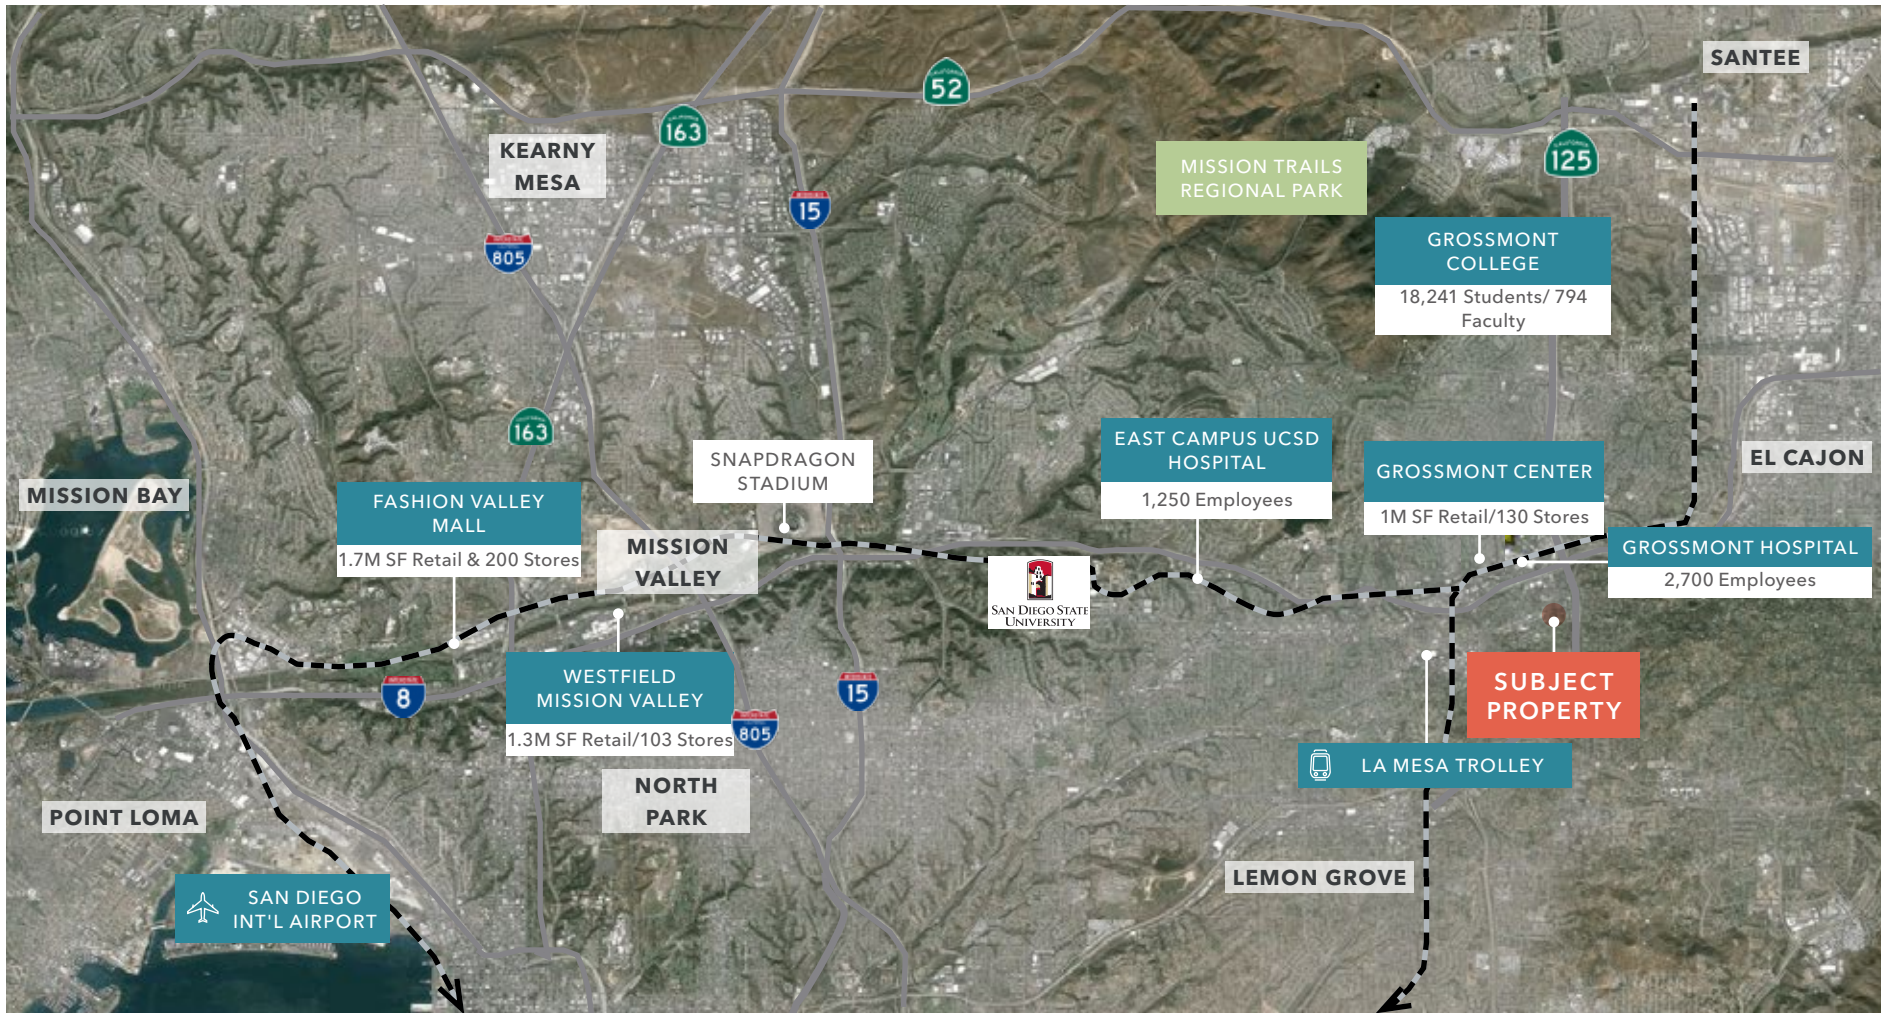 SANTEE
CALIFORNIA
52
CALIFORNIA
163
KEARNY
MESA
MISSION TRAILS
REGIONAL PARK
CALIFORNIA
125
15
805
GROSSMONT
COLLEGE
18,241 Students/ 794
Faculty
163
SNAPDRAGON
STADIUM
EAST CAMPUS UCSD
HOSPITAL
1,250 Employees
GROSSMONT CENTER
1M SF Retail/130 Stores
EL CAJON
MISSION BAY
FASHION VALLEY
MALL
1.7M SF Retail & 200 Stores
MISSION
VALLEY
GROSSMONT HOSPITAL
2,700 Employees
SAN DIEGO STATE
UNIVERSITY
WESTFIELD
MISSION VALLEY
1.3M SF Retail/103 Stores
8
15
805
SUBJECT
PROPERTY
LA MESA TROLLEY
NORTH
PARK
POINT LOMA
LEMON GROVE
SAN DIEGO
INT'L AIRPORT